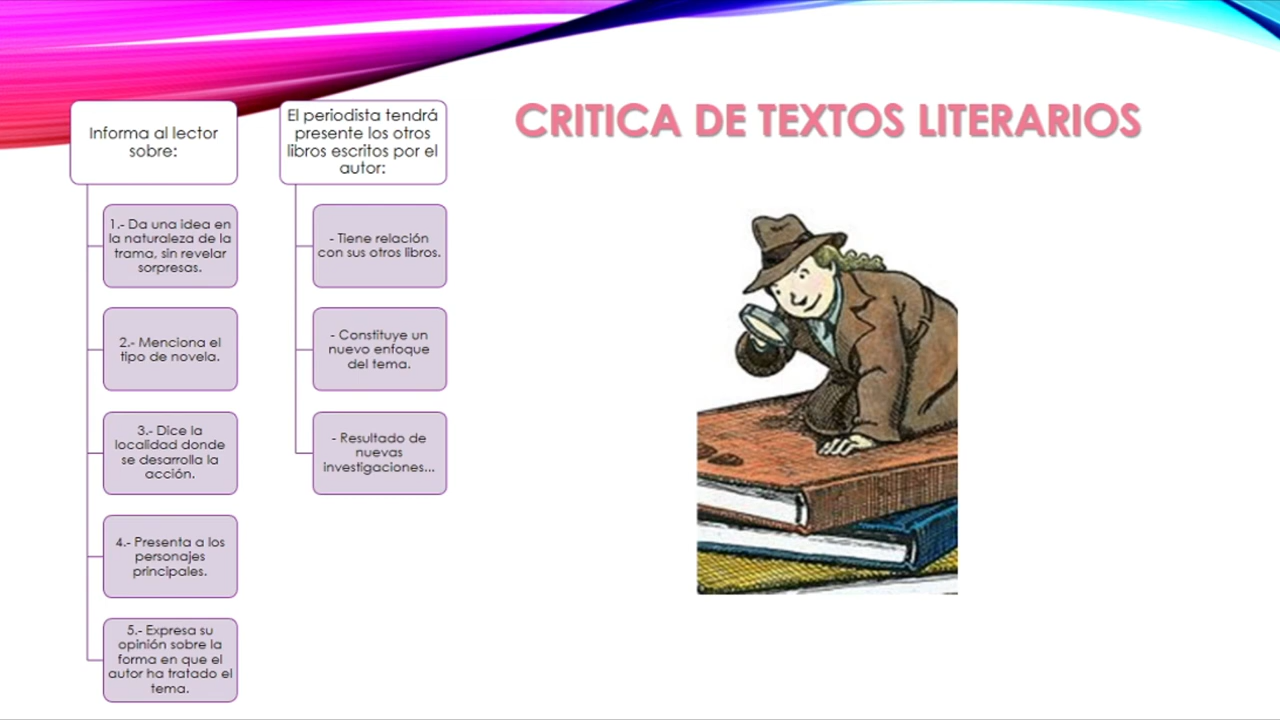 CRITICA DE TEXTOS LITERARIOS
Informa al lector
sobre:
1.- Da una idea en
la naturaleza de la
trama, sin revelar
sorpresas.
2.- Menciona el
tipo de novela.
3.- Dice la
localidad donde
se desarrolla la
acción.
4.- Presenta a los
personajes
principales.
5.- Expresa su
opinión sobre la
forma en que el
autor ha tratado el
tema.
El periodista tendrá
presente los otros
libros escritos por el
autor:
- Tiene relación
con sus otros libros.
- Constituye un
nuevo enfoque
del tema.
- Resultado de
nuevas
investigaciones...